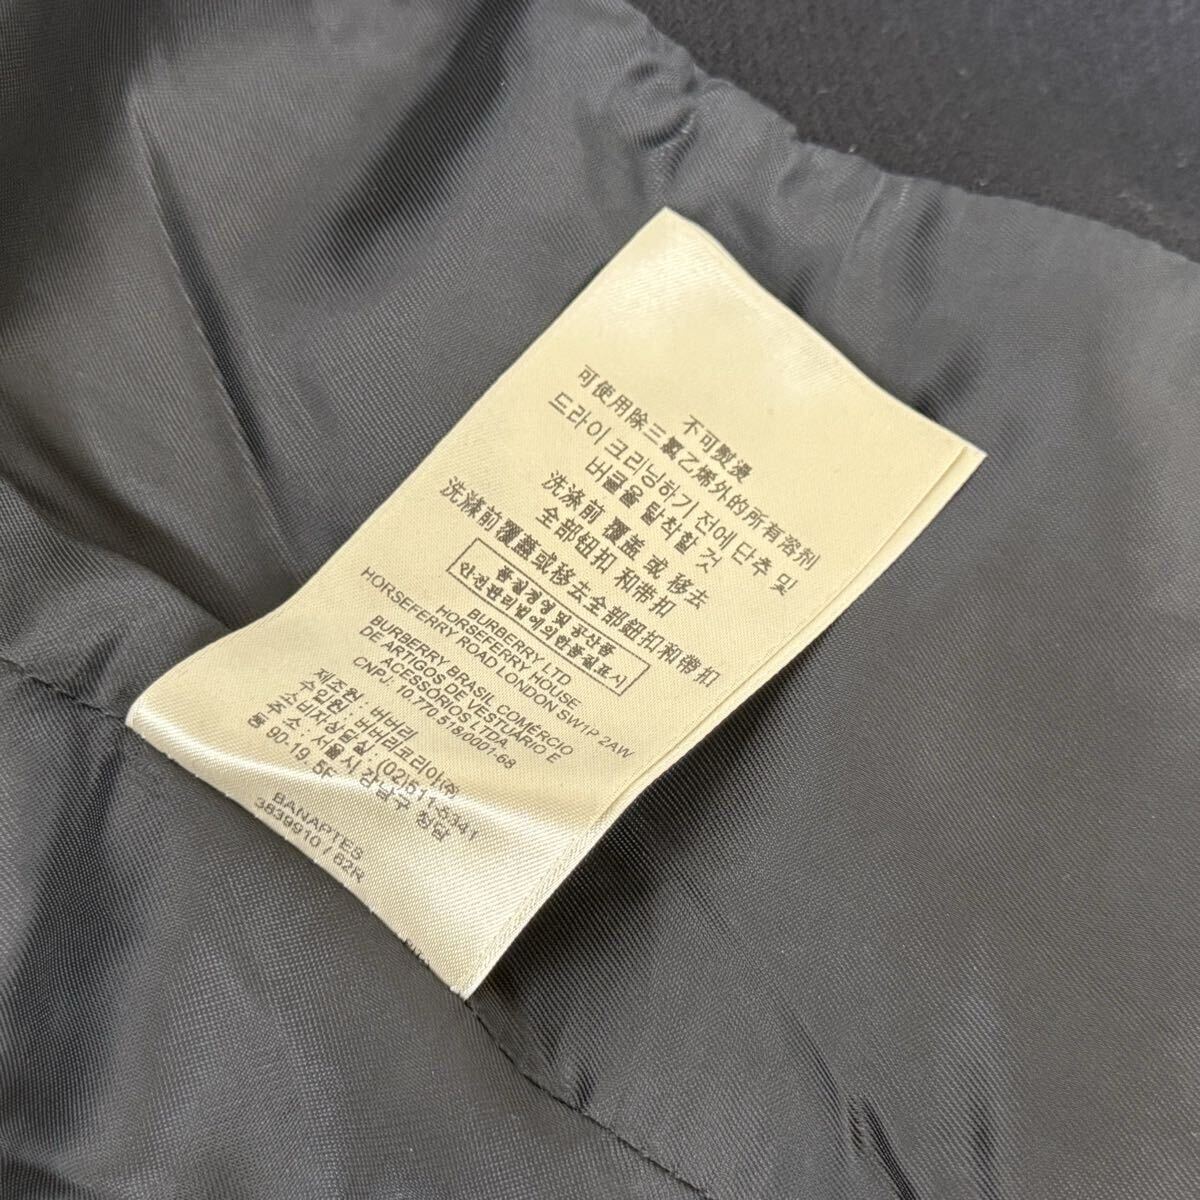 不可熨燙
可使用除三氯乙烯外的所有溶剂
드라이 크리닝하기 전에 단추 및
버클을 탈착할 것
洗涤前 覆盖 或 移去
全部鈕扣 和带扣
洗滌前覆蓋或移去全部鈕扣和帶扣
품질경영및 공산품
안전관리법에의한품질표시
BURBERRY LTD
HORSEFERRY HOUSE
HORSEFERRY ROAD LONDON SW1P 2AW
BURBERRY BRASIL COMÉRCIO
DE ARTIGOS DE VESTUÁRIO E
ACESSÓRIOS LTDA.
CNPJ. 10.770.518/0001-68
제조원 : 버버리
수입원 : 버버리코리아(주)
소비자상담실 : (02)511-5341
주 소 : 서울시 강남구 청담
동 90-19 5F
BANAPTES
3839910 / 62R